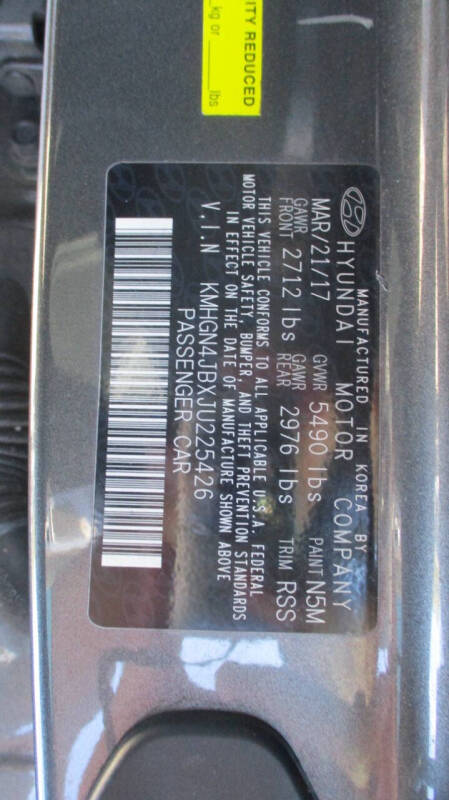 ITY REDUCED
kg or ____lbs
MANUFACTURED IN KOREA BY
HYUNDAI MOTOR COMPANY
MAR/21/17 GVWR 5490 lbs PAINT N5M
GAWR FRONT 2712 lbs GAWR REAR 2976 lbs TRIM RSS
THIS VEHICLE CONFORMS TO ALL APPLICABLE U.S.A. FEDERAL
MOTOR VEHICLE SAFETY, BUMPER, AND THEFT PREVENTION STANDARDS
IN EFFECT ON THE DATE OF MANUFACTURE SHOWN ABOVE
V.I.N KMHGN4JBXJU225426
PASSENGER CAR